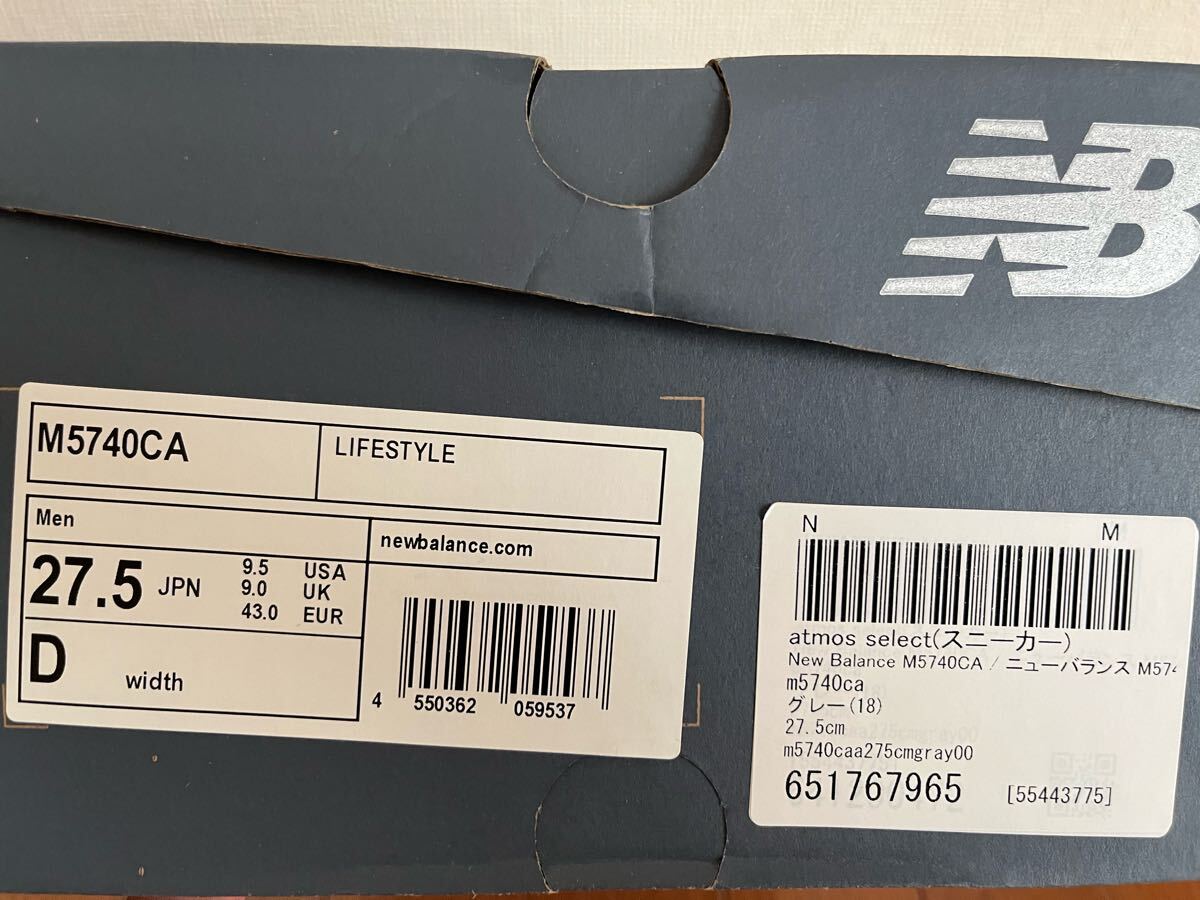 NB
M5740CA
LIFESTYLE
Men
newbalance.com
27.5 JPN
9.5 USA
9.0 UK
43.0 EUR
D width
4 550362 059537
N M
atmos select(スニーカー)
New Balance M5740CA / ニューバランス
m5740ca
グレー(18)
27.5cm
m5740caa275cmgray00
651767965 [55443775]